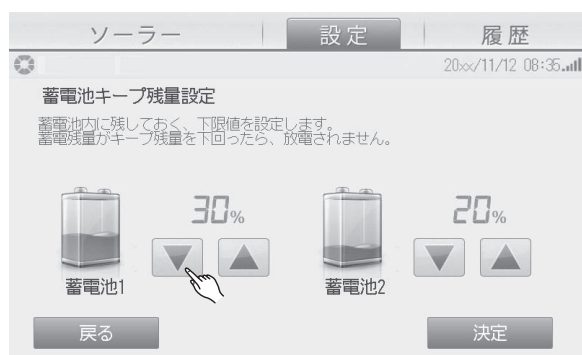 ソーラー 設定 履歴
20××/11/12 08:35
蓄電池キープ残量設定
蓄電池内に残しておく、下限値を設定します。
蓄電残量がキープ残量を下回ったら、放電されません。
30% 20%
蓄電池1 蓄電池2
戻る 決定